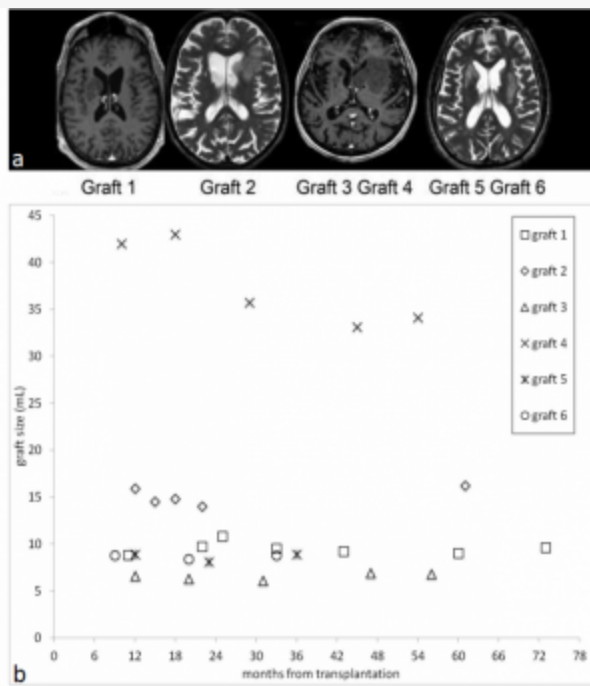 a
Graft 1 Graft 2 Graft 3 Graft 4 Graft 5 Graft 6
45
40
35
30
25
20
15
10
5
0
graft size (mL)
graft 1
graft 2
graft 3
graft 4
graft 5
graft 6
0 6 12 18 24 30 36 42 48 54 60 66 72 78
months from transplantation
b